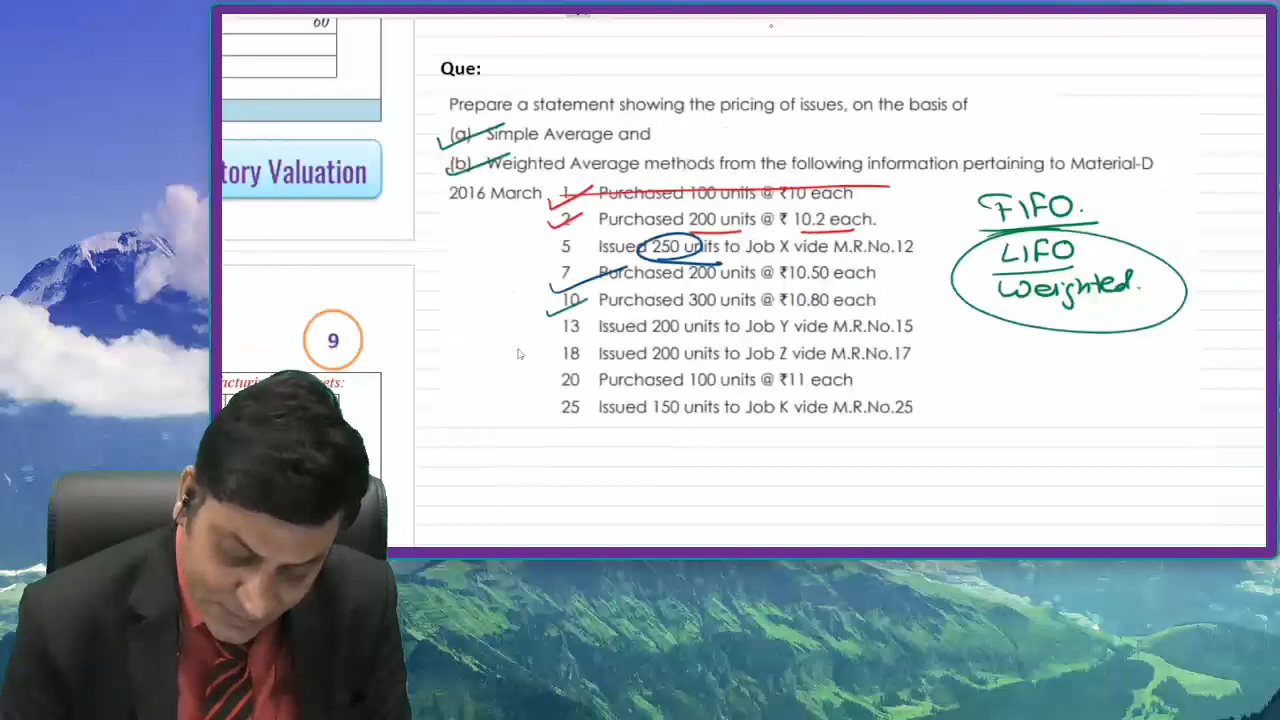 60
tory Valuation
9
Que:
Prepare a statement showing the pricing of issues, on the basis of
(a) Simple Average and
(b) Weighted Average methods from the following information pertaining to Material-D
2016 March 1 Purchased 100 units @ ₹10 each
2 Purchased 200 units @ ₹ 10.2 each.
5 Issued 250 units to Job X vide M.R.No.12
7 Purchased 200 units @ ₹10.50 each
10 Purchased 300 units @ ₹10.80 each
13 Issued 200 units to Job Y vide M.R.No.15
18 Issued 200 units to Job Z vide M.R.No.17
20 Purchased 100 units @ ₹11 each
25 Issued 150 units to Job K vide M.R.No.25
FIFO.
LIFO
Weighted.